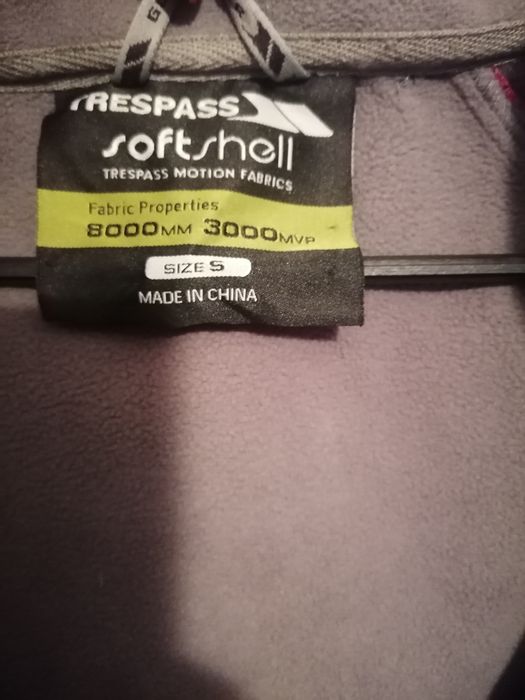 TRESPASS
softshell
TRESPASS MOTION FABRICS
Fabric Properties
8000MM 3000MVP
SIZE S
MADE IN CHINA